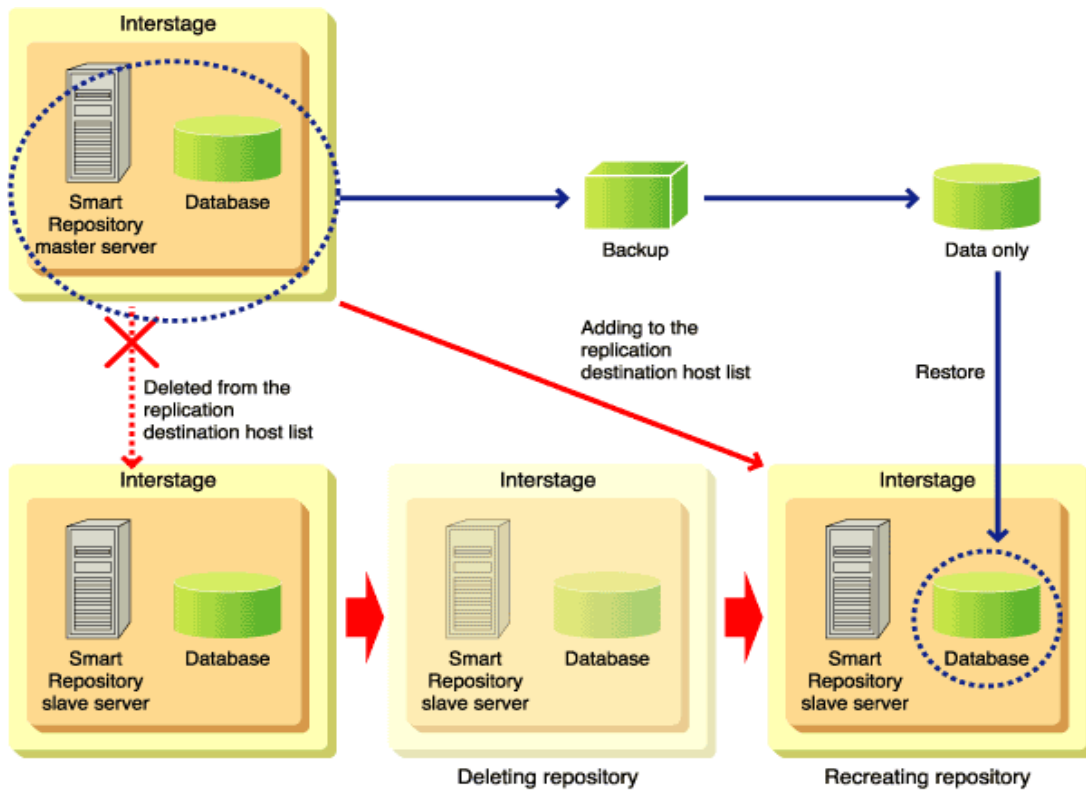 Interstage
Smart
Repository
master server
Database
Backup
Data only
Adding to the
replication
destination host list
Restore
Deleted from the
replication
destination host list
Interstage
Smart
Repository
slave server
Database
Interstage
Smart
Repository
slave server
Database
Interstage
Smart
Repository
slave server
Database
Deleting repository
Recreating repository